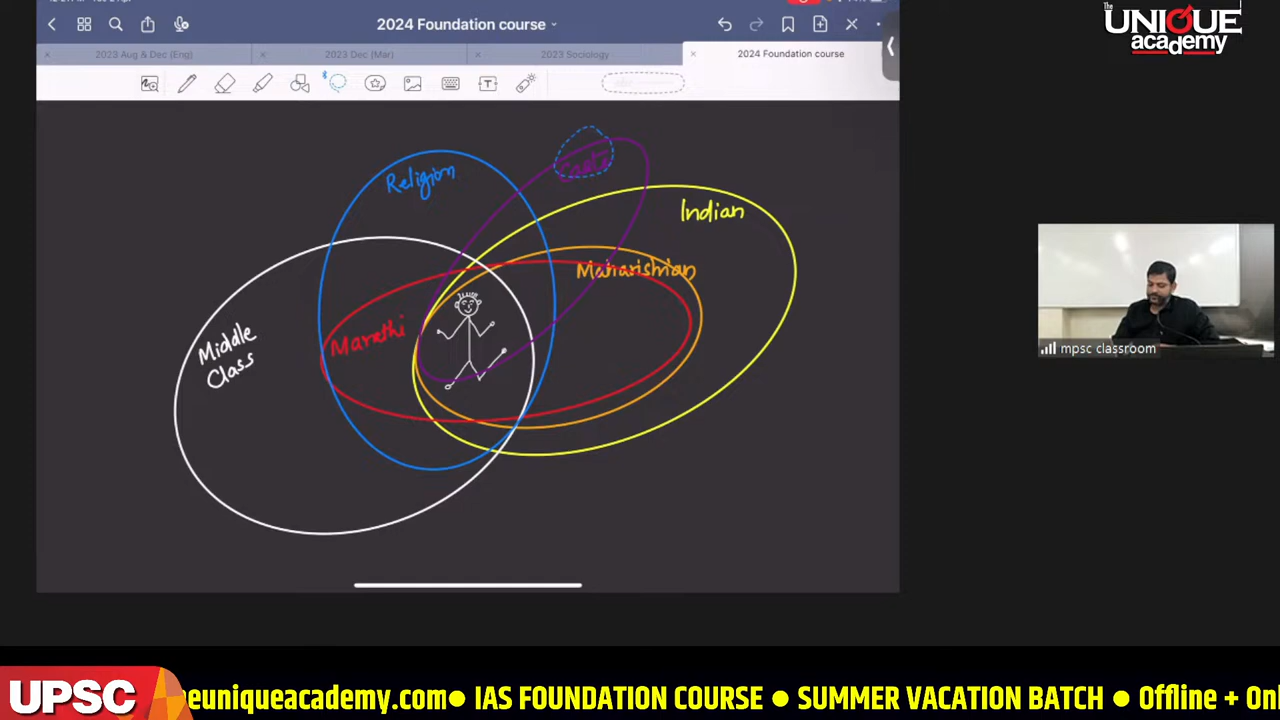 2024 Foundation course
2023 Aug & Dec (Eng)
2023 Dec (Mar)
2023 Sociology
2024 Foundation course
The
UNIQUE
academy
Religion
Caste
Indian
Maharishian
Marathi
Middle
Class
mpsc classroom
UPSC
euniqueacademy.com● IAS FOUNDATION COURSE ● SUMMER VACATION BATCH ● Offline + Onl